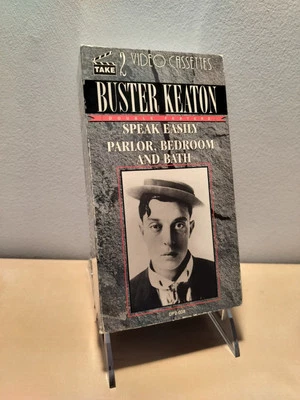 TAKE 2 VIDEO CASSETTES
BUSTER KEATON
DOUBLE FEATURE
SPEAK EASILY
PARLOR, BEDROOM
AND BATH